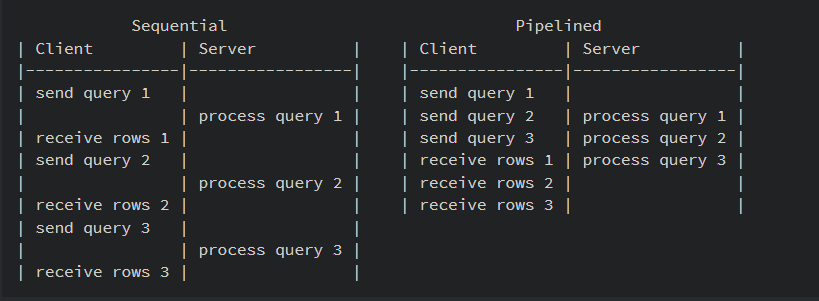 Sequential                              Pipelined
| Client         | Server          |    | Client         | Server          |
|----------------|-----------------|    |----------------|-----------------|
| send query 1   |                 |    | send query 1   |                 |
|                | process query 1 |    | send query 2   | process query 1 |
| receive rows 1 |                 |    | send query 3   | process query 2 |
| send query 2   |                 |    | receive rows 1 | process query 3 |
|                | process query 2 |    | receive rows 2 |                 |
| receive rows 2 |                 |    | receive rows 3 |                 |
| send query 3   |                 |
|                | process query 3 |
| receive rows 3 |                 |